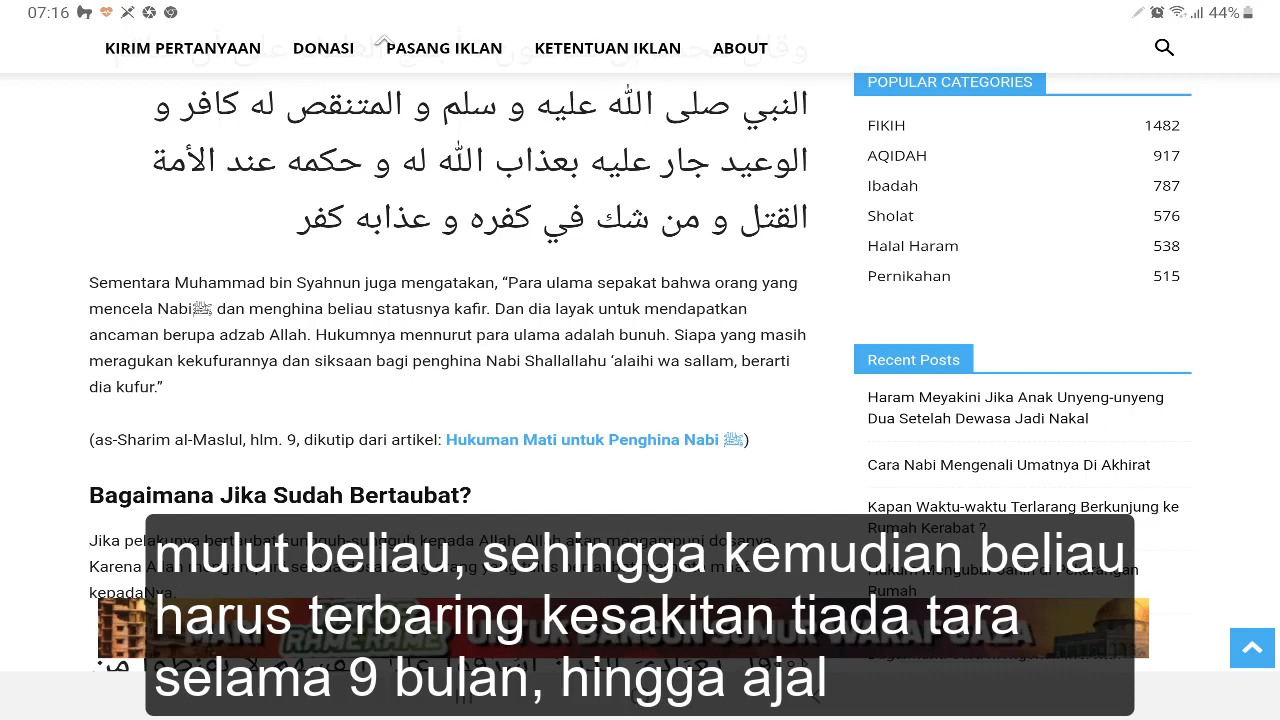 07:16
44%
KIRIM PERTANYAAN DONASI PASANG IKLAN KETENTUAN IKLAN ABOUT
النبي صلى الله عليه و سلم و المتنقص له كافر و
الوعيد جار عليه بعذاب الله له و حكمه عند الأمة
القتل و من شك في كفره و عذابه كفر
Sementara Muhammad bin Syahnun juga mengatakan, “Para ulama sepakat bahwa orang yang
mencela Nabiﷺ dan menghina beliau statusnya kafir. Dan dia layak untuk mendapatkan
ancaman berupa adzab Allah. Hukumnya mennurut para ulama adalah bunuh. Siapa yang masih
meragukan kekufurannya dan siksaan bagi penghina Nabi Shallallahu ‘alaihi wa sallam, berarti
dia kufur.”
(as-Sharim al-Maslul, hlm. 9, dikutip dari artikel: Hukuman Mati untuk Penghina Nabi ﷺ)
Bagaimana Jika Sudah Bertaubat?
kepadaNya.
POPULAR CATEGORIES
FIKIH 1482
AQIDAH 917
Ibadah 787
Sholat 576
Halal Haram 538
Pernikahan 515
Recent Posts
Haram Meyakini Jika Anak Unyeng-unyeng
Dua Setelah Dewasa Jadi Nakal
Cara Nabi Mengenali Umatnya Di Akhirat
Kapan Waktu-waktu Terlarang Berkunjung ke
Rumah Kerabat ?
Rumah
mulut beliau, sehingga kemudian beliau
harus terbaring kesakitan tiada tara
selama 9 bulan, hingga ajal